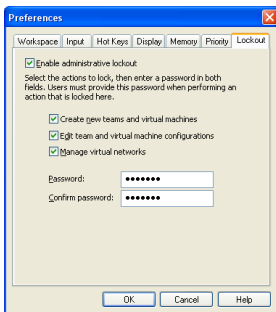 Preferences
Workspace Input Hot Keys Display Memory Priority Lockout
Enable administrative lockout
Select the actions to lock, then enter a password in both
fields. Users must provide this password when performing an
action that is locked here.
Create new teams and virtual machines
Edit team and virtual machine configurations
Manage virtual networks
Password: •••••••
Confirm password: •••••••
OK Cancel Help